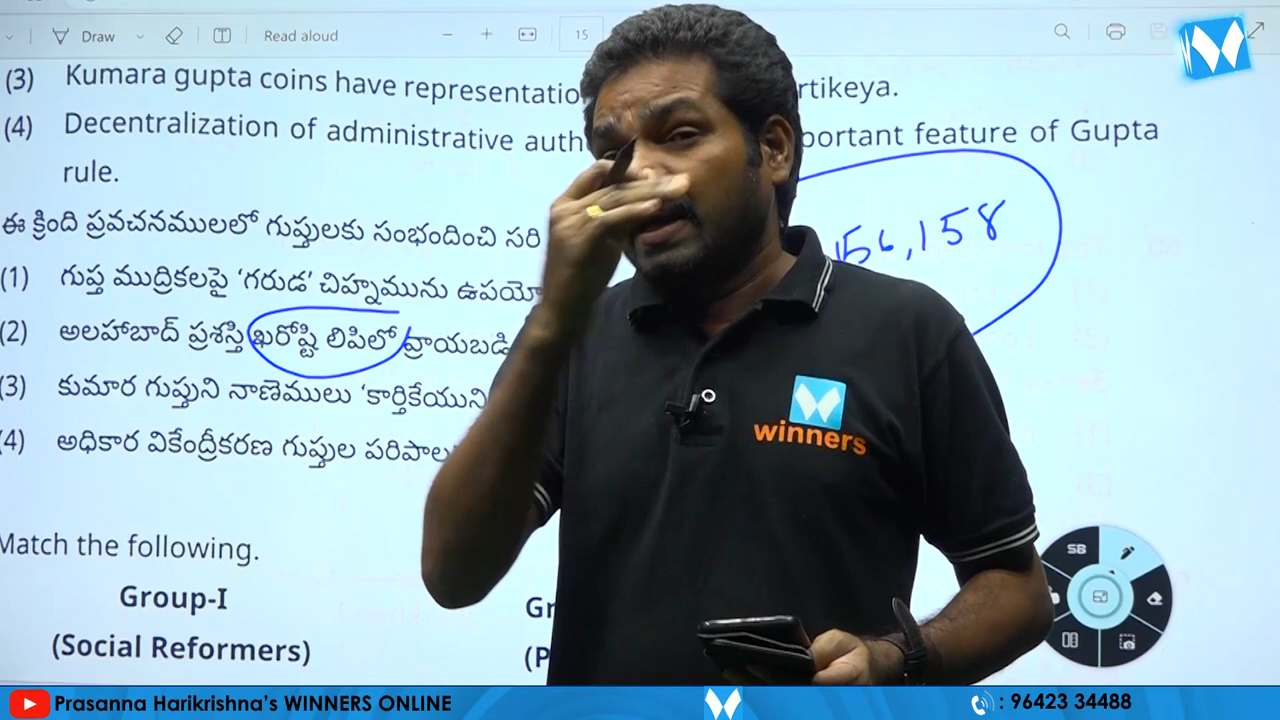 Draw
Read aloud
15
(3) Kumara gupta coins have rtikeya.
(4) Decentralization of administrative portant feature of Gupta
rule.
156,158
ఈ క్రింది ప్రవచనములలో గుప్తులకు సంభందించి సరి
(1) గుప్త ముద్రికలపై 'గరుడ' చిహ్నమును ఉపయో
(2) అలహాబాద్ ప్రశస్తి ఖరోష్టి లిపిలో వ్రాయబడి
(3) కుమార గుప్తుని నాణెములు 'కార్తికేయుని
(4) అధికార వికేంద్రీకరణ గుప్తుల పరిపాల
Match the following.
Group-I
Gr
(Social Reformers)
(P
SB
winners
Prasanna Harikrishna's WINNERS ONLINE
: 96423 34488